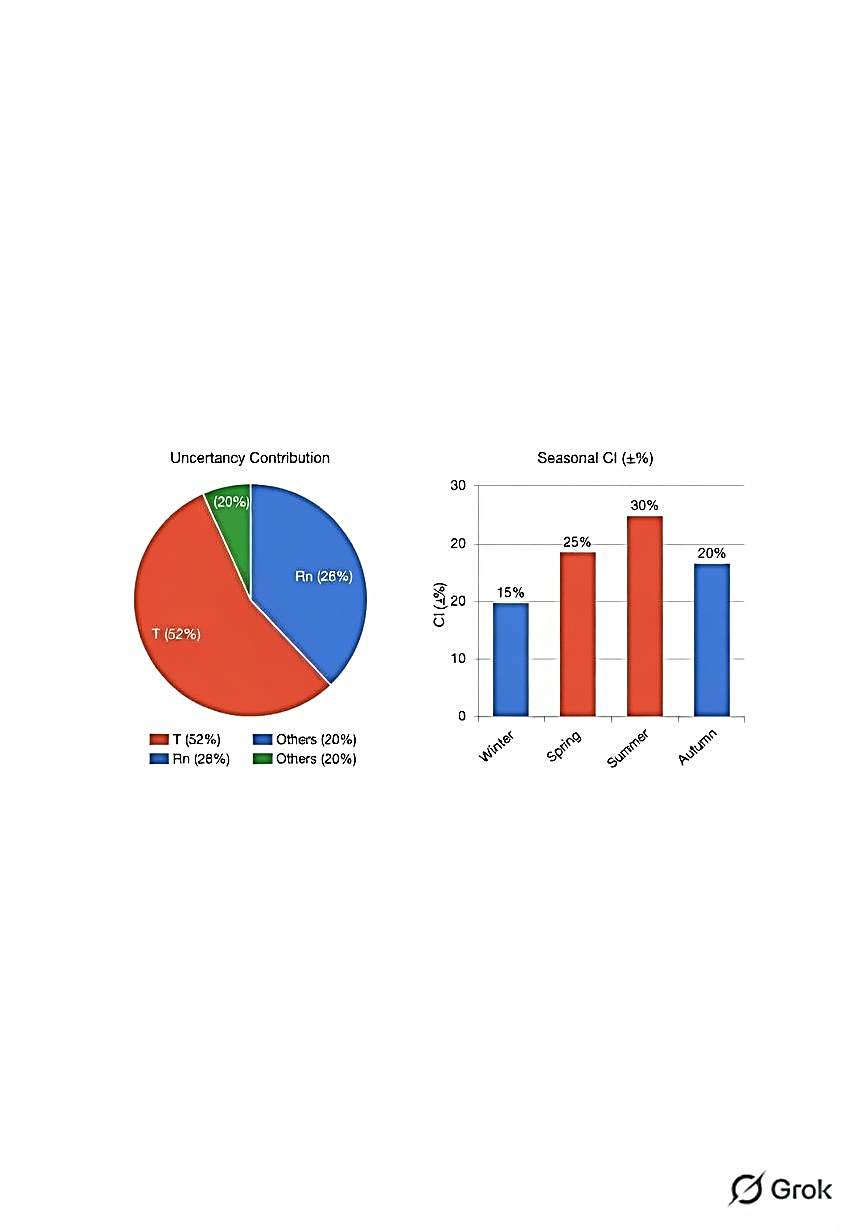 Uncertancy Contribution
(20%)
Rn (26%)
T (52%)
T (52%)
Others (20%)
Rn (26%)
Others (20%)
Seasonal CI (±%)
CI (±%)
30
20
20
10
0
15%
25%
30%
20%
Winter
Spring
Summer
Autumn
Grok